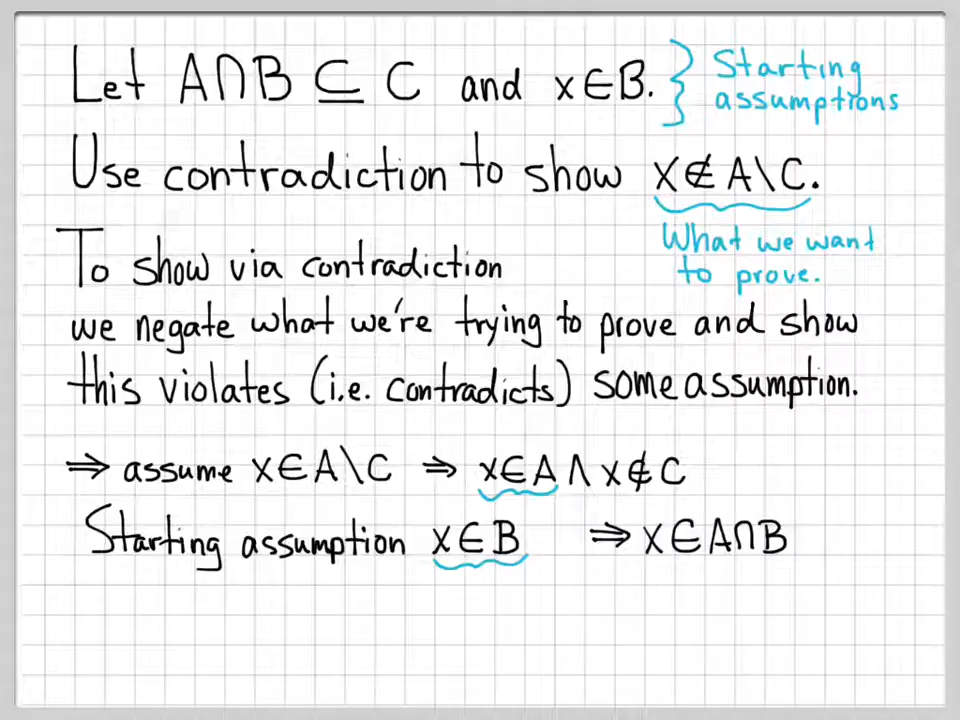 Let A∩B ⊆ C and x∈B. } Starting assumptions
Use contradiction to show x∉A\C.
What we want to prove.
To show via contradiction
we negate what we're trying to prove and show
this violates (i.e. contradicts) some assumption.
⇒ assume x∈A\C ⇒ x∈A ∧ x∉C
Starting assumption x∈B ⇒ x∈A∩B